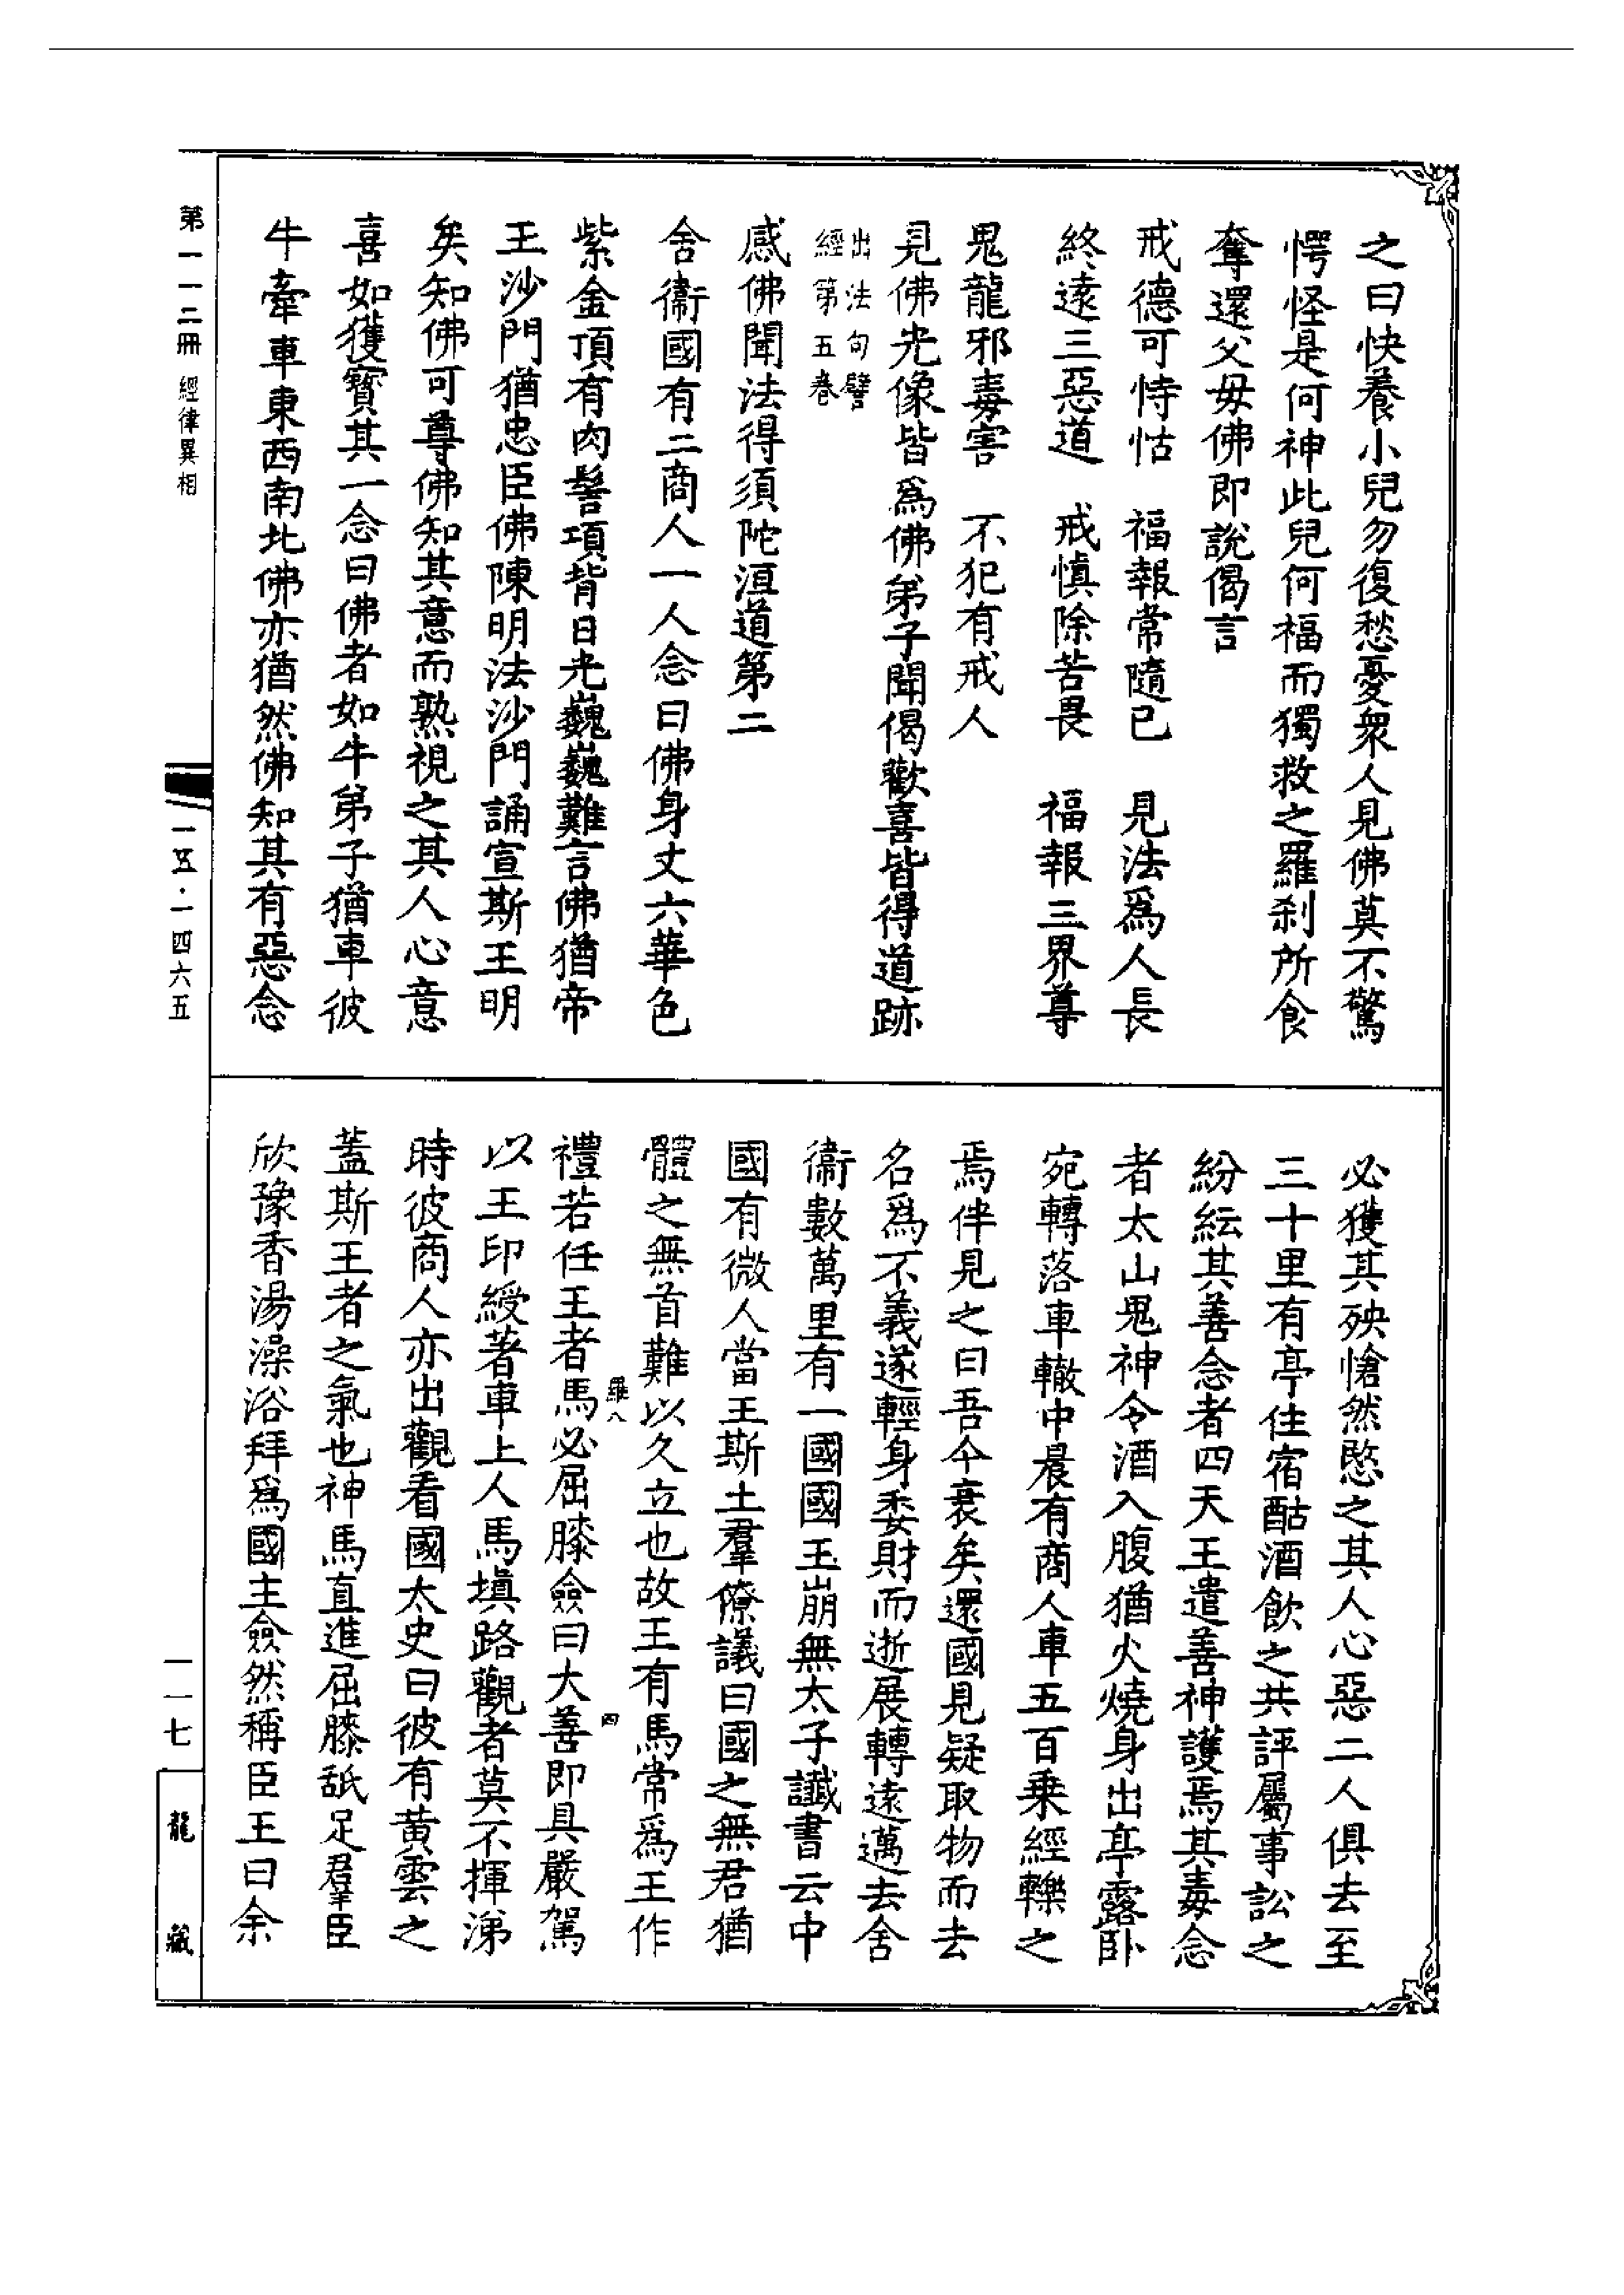 之曰快養小兒勿復愁憂衆人見佛莫不驚
愕怪是何神此兒何福而獨救之羅刹所食
奪還父母佛即說偈言
戒德可恃怙　福報常隨已　見法爲人長
終遠三惡道　戒慎除苦畏　福報三界尊
鬼龍邪毒害　不犯有戒人
見佛光像皆爲佛弟子聞偈歡喜皆得道跡
出法句譬
經第五卷
感佛聞法得須陀洹道第二
舍衞國有二商人一人念曰佛身丈六華色
紫金頂有肉髻項背日光巍巍難言佛猶帝
王沙門猶忠臣佛陳明法沙門誦宣斯王明
矣知佛可尊佛知其意而熟視之其人心意
喜如獲寶其一念曰佛者如牛弟子猶車彼
牛牽車東西南北佛亦猶然佛知其有惡念
必獲其殃愴然愍之其人心惡二人俱去至
三十里有亭住宿酤酒飲之共評屬事訟之
紛紜其善念者四天王遣善神護焉其毒念
者太山鬼神令酒入腹猶火燒身出亭露卧
宛轉落車轍中晨有商人車五百乘經轢之
焉伴見之曰吾今衰矣還國見疑取物而去
名爲不義遂輕身委財而逝展轉遠邁去舍
衞數萬里有一國國王崩無太子讖書云中
國有微人當王斯土羣僚議曰國之無君猶
體之無首難以久立也故王有馬常爲王作
禮若任王者馬必屈膝僉曰大善即具嚴駕
羅八
四
以王印綬著車上人馬塡路觀者莫不揮涕
時彼商人亦出觀看國太史曰彼有黃雲之
蓋斯王者之氣也神馬直進屈膝舐足羣臣
欣豫香湯澡浴拜爲國主僉然稱臣王曰余
第一一二冊　經律異相
一五·一四六五
一一七
龍藏